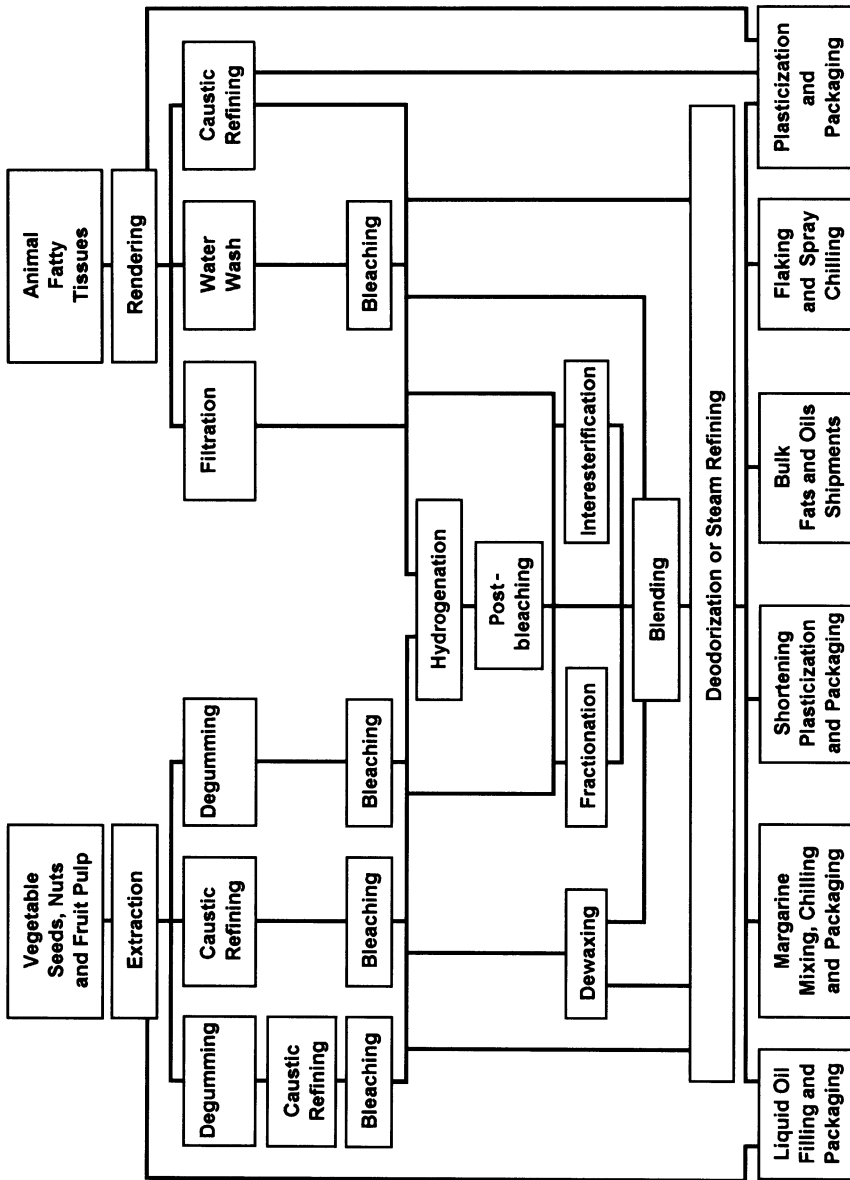 Vegetable
Seeds, Nuts
and Fruit Pulp
Extraction
Degumming
Caustic
Refining
Bleaching
Caustic
Refining
Bleaching
Degumming
Bleaching
Animal
Fatty
Tissues
Rendering
Filtration
Water
Wash
Bleaching
Caustic
Refining
Hydrogenation
Post-
bleaching
Dewaxing
Fractionation
Interesterification
Blending
Deodorization or Steam Refining
Liquid Oil
Filling and
Packaging
Margarine
Mixing, Chilling
and Packaging
Shortening
Plasticization
and Packaging
Bulk
Fats and Oils
Shipments
Flaking
and Spray
Chilling
Plasticization
and
Packaging